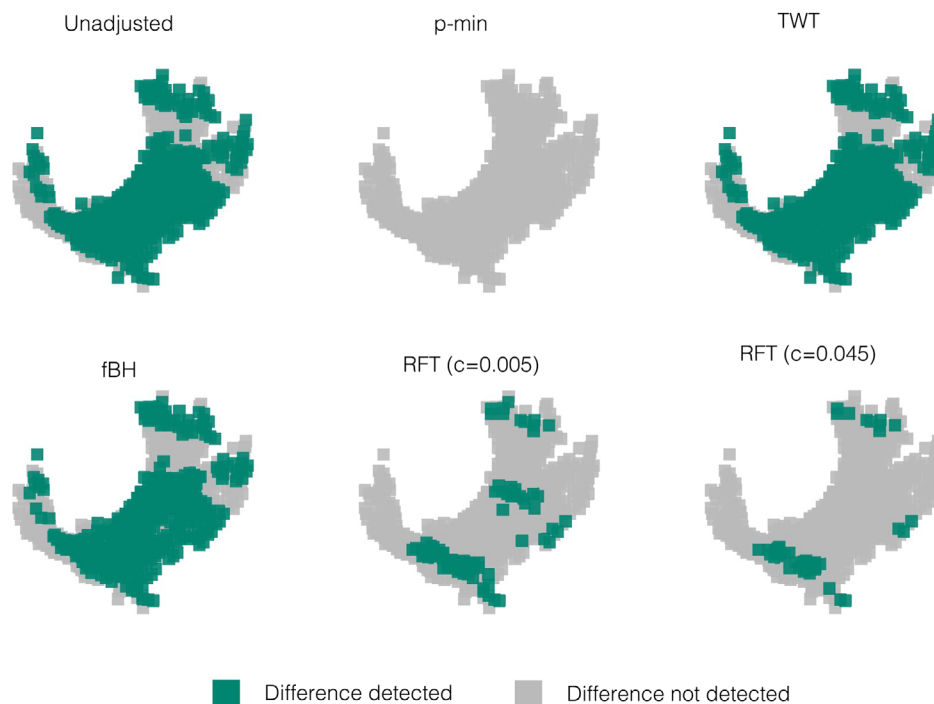 Unadjusted
p-min
TWT
fBH
RFT (c=0.005)
RFT (c=0.045)
Difference detected
Difference not detected